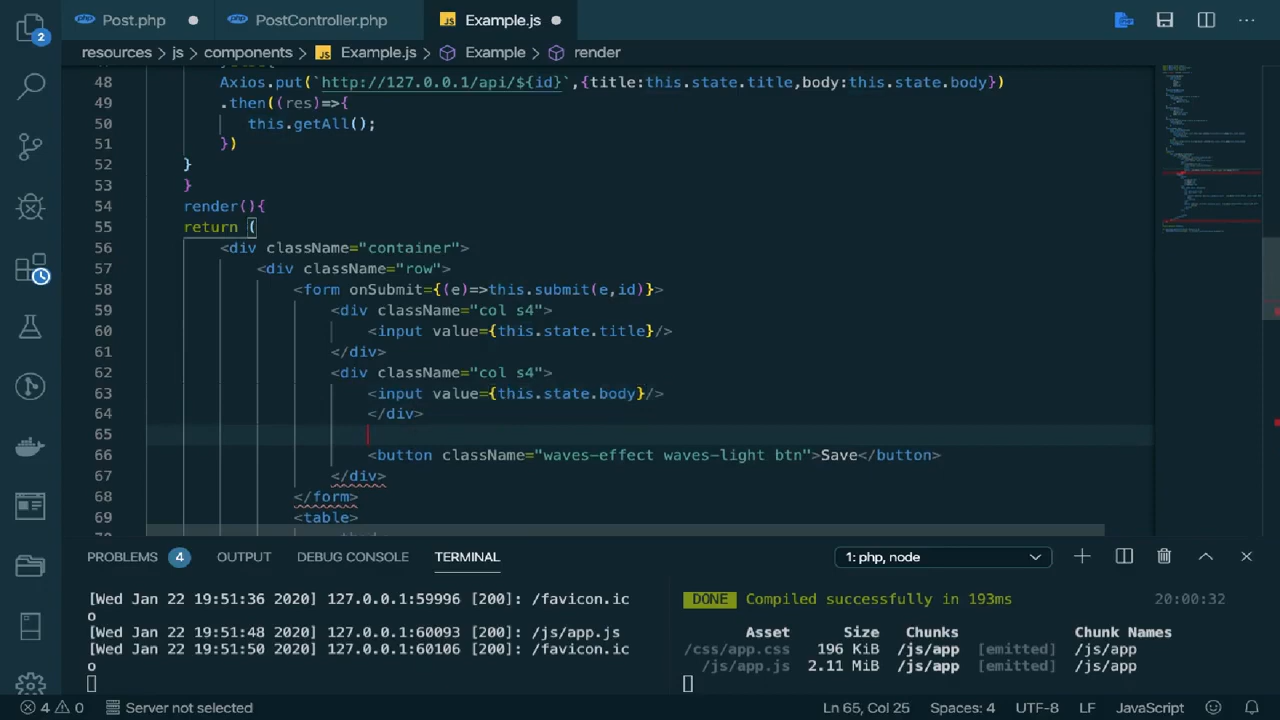 Post.php
PostController.php
JS Example.js
2
resources > js > components > JS Example.js > Example > render
48 Axios.put(`http://127.0.0.1/api/${id}`,{title:this.state.title,body:this.state.body})
49 .then((res)=>{
50 this.getAll();
51 })
52 }
53 }
54 render(){
55 return (
56 <div className="container">
57 <div className="row">
58 <form onSubmit={(e)=>this.submit(e,id)}>
59 <div className="col s4">
60 <input value={this.state.title}/>
61 </div>
62 <div className="col s4">
63 <input value={this.state.body}/>
64 </div>
65
66 <button className="waves-effect waves-light btn">Save</button>
67 </div>
68 </form>
69 <table>
PROBLEMS 4 OUTPUT DEBUG CONSOLE TERMINAL 1: php, node
[Wed Jan 22 19:51:36 2020] 127.0.0.1:59996 [200]: /favicon.ic
o
[Wed Jan 22 19:51:48 2020] 127.0.0.1:60093 [200]: /js/app.js
[Wed Jan 22 19:51:50 2020] 127.0.0.1:60106 [200]: /favicon.ic
o
DONE Compiled successfully in 193ms 20:00:32
Asset Size Chunks Chunk Names
/css/app.css 196 KiB /js/app [emitted] /js/app
/js/app.js 2.11 MiB /js/app [emitted] /js/app
4 0 Server not selected Ln 65, Col 25 Spaces: 4 UTF-8 LF JavaScript